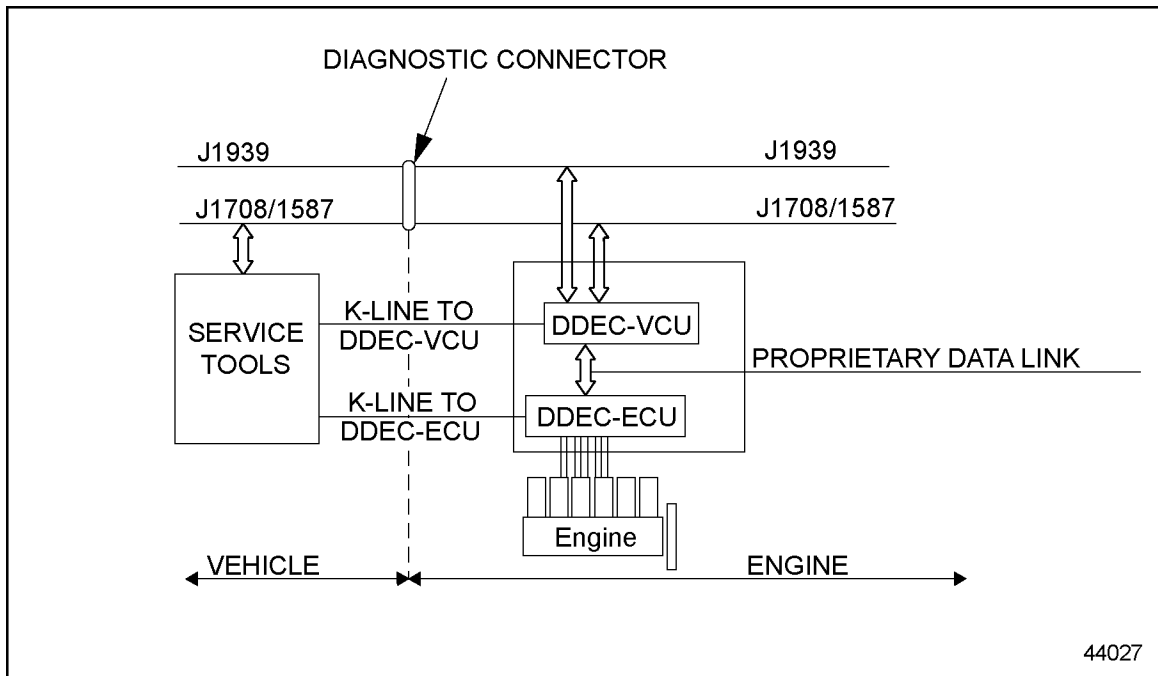 DIAGNOSTIC CONNECTOR
J1939
J1939
J1708/1587
J1708/1587
SERVICE
TOOLS
K-LINE TO
DDEC-VCU
DDEC-VCU
PROPRIETARY DATA LINK
K-LINE TO
DDEC-ECU
DDEC-ECU
Engine
VEHICLE
ENGINE
44027